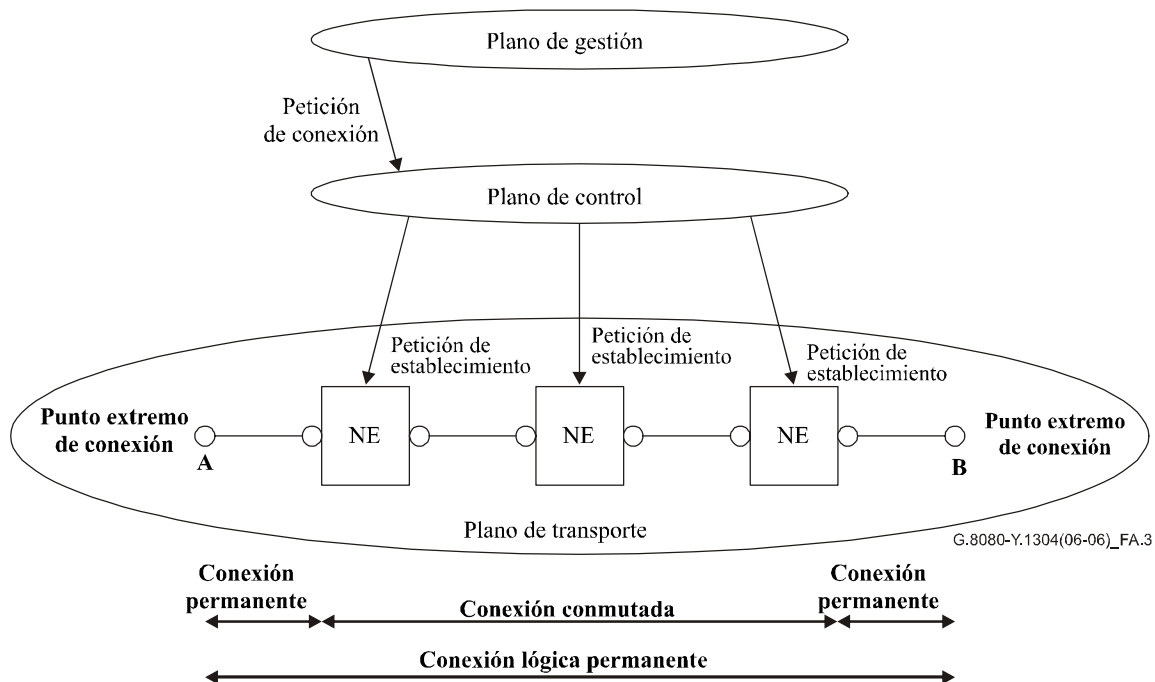 Plano de gestión
Petición
de conexión
Plano de control
Petición de
establecimiento
Petición de
establecimiento
Petición de
establecimiento
Punto extremo
de conexión
A
NE
NE
NE
Punto extremo
de conexión
B
Plano de transporte
G.8080-Y.1304(06-06)_FA.3
Conexión
permanente
Conexión conmutada
Conexión
permanente
Conexión lógica permanente